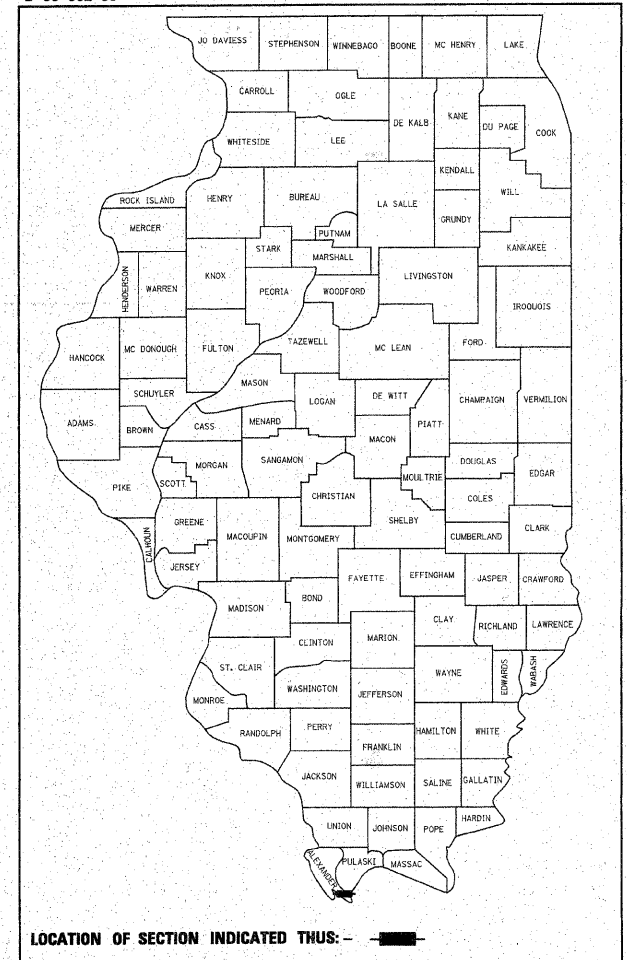 JO DAVIESS STEPHENSON WINNEBAGO BOONE MC HENRY LAKE
CARROLL OGLE
DE KALB KANE DU PAGE COOK
WHITESIDE LEE
KENDALL WILL
ROCK ISLAND HENRY BUREAU LA SALLE GRUNDY
MERCER PUTNAM
STARK MARSHALL KANKAKEE
HENDERSON WARREN KNOX PEORIA WOODFORD LIVINGSTON IROQUOIS
HANCOCK MC DONOUGH FULTON TAZEWELL MC LEAN FORD
MASON
SCHUYLER LOGAN DE WITT CHAMPAIGN VERMILION
ADAMS BROWN CASS MENARD PIATT
MACON
MORGAN SANGAMON DOUGLAS
PIKE SCOTT MOULTRIE EDGAR
CHRISTIAN COLES
GREENE SHELBY
CALHOUN MACOUPIN MONTGOMERY CUMBERLAND CLARK
JERSEY FAYETTE EFFINGHAM JASPER CRAWFORD
MADISON BOND
CLAY RICHLAND LAWRENCE
CLINTON MARION
ST. CLAIR WAYNE EDWARDS WABASH
WASHINGTON JEFFERSON
MONROE
RANDOLPH PERRY HAMILTON WHITE
FRANKLIN
JACKSON WILLIAMSON SALINE GALLATIN
UNION JOHNSON POPE HARDIN
ALEXANDER PULASKI MASSAC
LOCATION OF SECTION INDICATED THUS: -